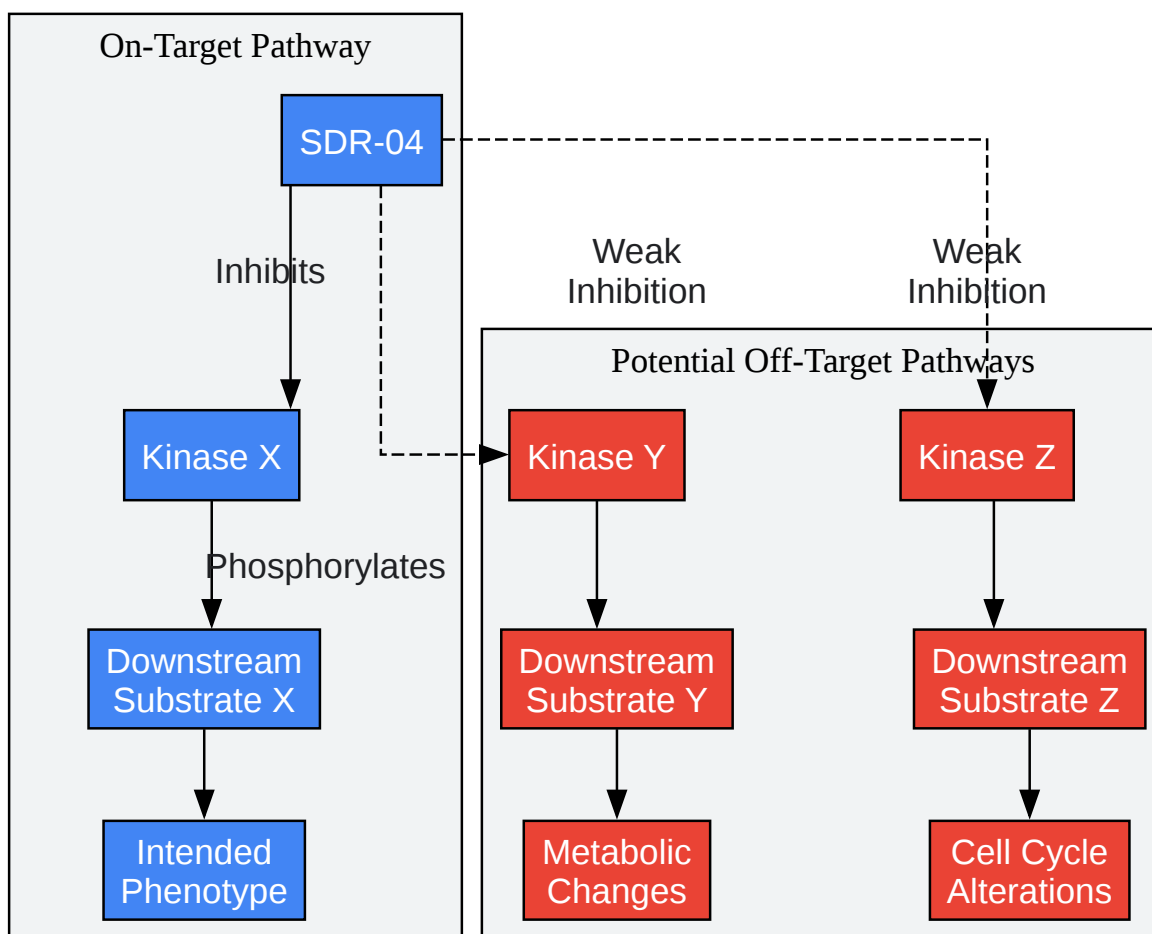 On-Target Pathway
SDR-04
Inhibits
Weak
Inhibition
Weak
Inhibition
Potential Off-Target Pathways
Kinase X
Kinase Y
Kinase Z
Phosphorylates
Downstream
Substrate X
Downstream
Substrate Y
Downstream
Substrate Z
Intended
Phenotype
Metabolic
Changes
Cell Cycle
Alterations